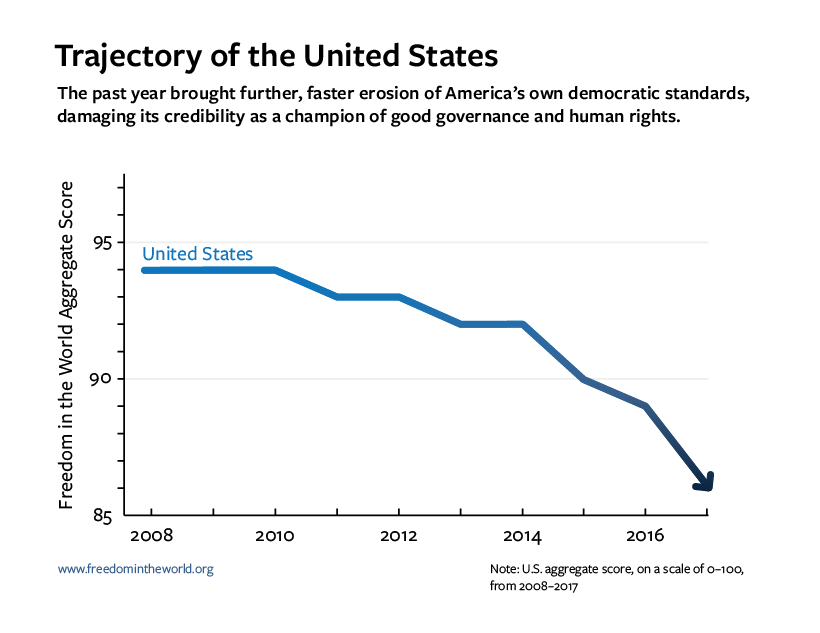 Trajectory of the United States
The past year brought further, faster erosion of America's own democratic standards,
damaging its credibility as a champion of good governance and human rights.
Freedom in the World Aggregate Score
95
United States
90
85
2008 2010 2012 2014 2016
www.freedomintheworld.org
Note: U.S. aggregate score, on a scale of 0–100,
from 2008–2017